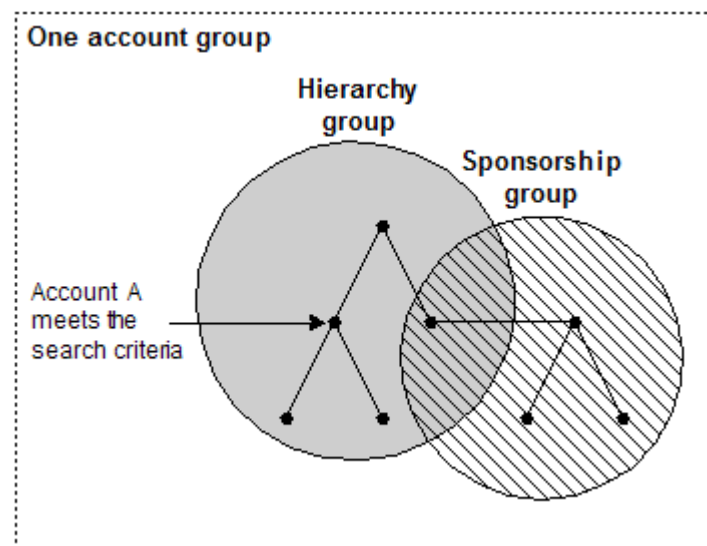 One account group
Hierarchy
group
Sponsorship
group
Account A
meets the
search criteria